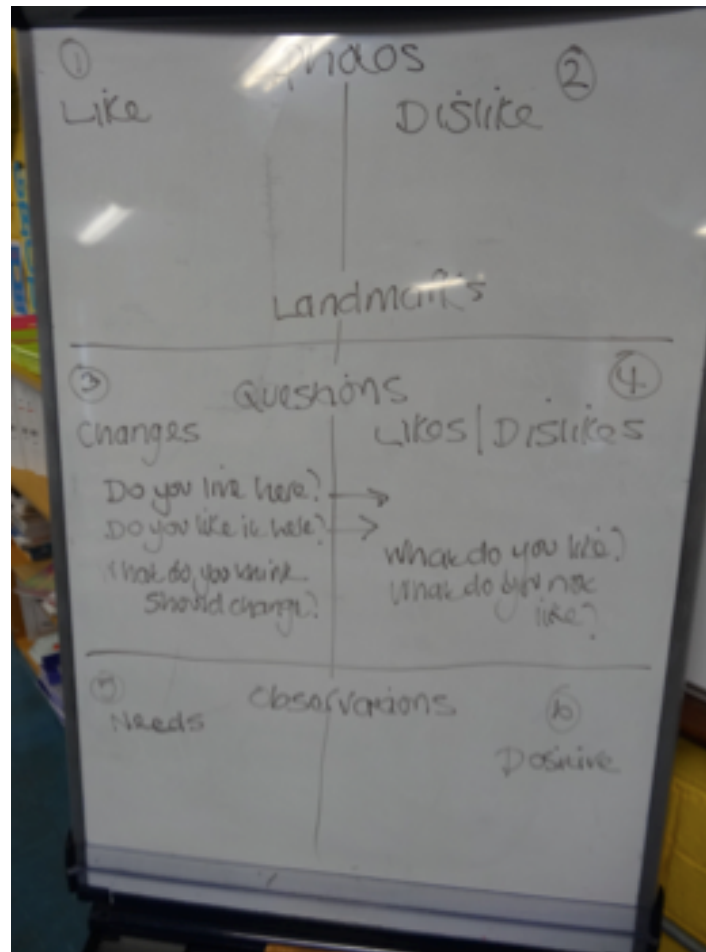 ① Photos ②
Like Dislike
Landmarks
③ Questions ④
Changes Likes | Dislikes
Do you live here? →
Do you like it here? →
What do you like?
What do you think
should change?
What do you not
like?
⑤ Observations ⑥
Needs
Positive